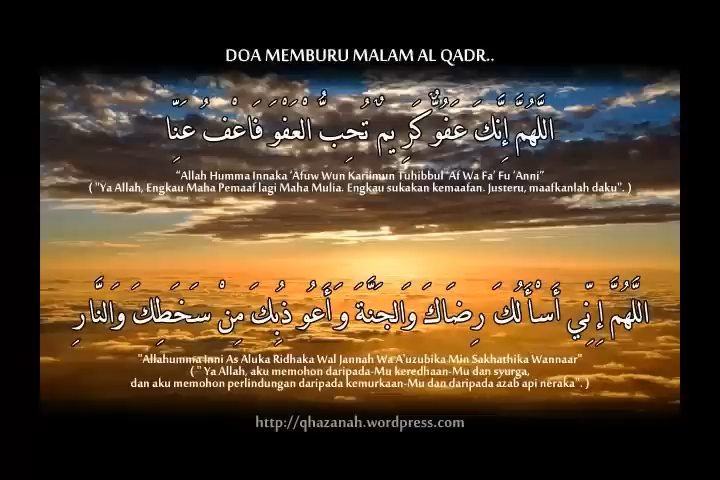 DOA MEMBURU MALAM AL QADR..
اللَّهُمَّ إِنَّكَ عَفُوٌّ كَرِيمٌ تُحِبُّ الْعَفْوَ فَاعْفُ عَنِّي
“Allah Humma Innaka ‘Afuw Wun Kariimun Tuhibbul ‘Af Wa Fa’ Fu ‘Anni”
( "Ya Allah, Engkau Maha Pemaaf lagi Maha Mulia. Engkau sukakan kemaafan. Justeru, maafkanlah daku". )
اللَّهُمَّ إِنِّي أَسْأَلُكَ رِضَاكَ وَالْجَنَّةَ وَأَعُوذُبِكَ مِنْ سَخَطِكَ وَالنَّارِ
"Allahumma Inni As Aluka Ridhaka Wal Jannah Wa A'uzubika Min Sakhathika Wannaar"
( " Ya Allah, aku memohon daripada-Mu keredhaan-Mu dan syurga,
dan aku memohon perlindungan daripada kemurkaan-Mu dan daripada azab api neraka". )
http://qhazanah.wordpress.com